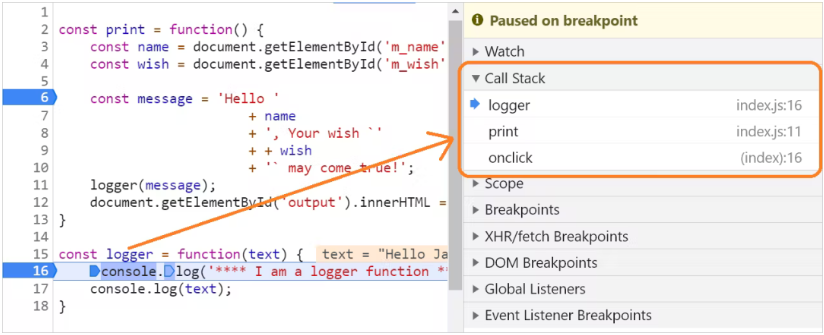 1
2 const print = function() {
3 const name = document.getElementById('m_name'
4 const wish = document.getElementById('m_wish'
5
6 const message = 'Hello '
7 + name
8 + ', Your wish `'
9 + + wish
10 + '` may come true!';
11 logger(message);
12 document.getElementById('output').innerHTML =
13 }
14
15 const logger = function(text) { text = "Hello Ja
16 console.log('**** I am a logger function **
17 console.log(text);
18 }
Paused on breakpoint
Watch
Call Stack
logger index.js:16
print index.js:11
onclick (index):16
Scope
Breakpoints
XHR/fetch Breakpoints
DOM Breakpoints
Global Listeners
Event Listener Breakpoints